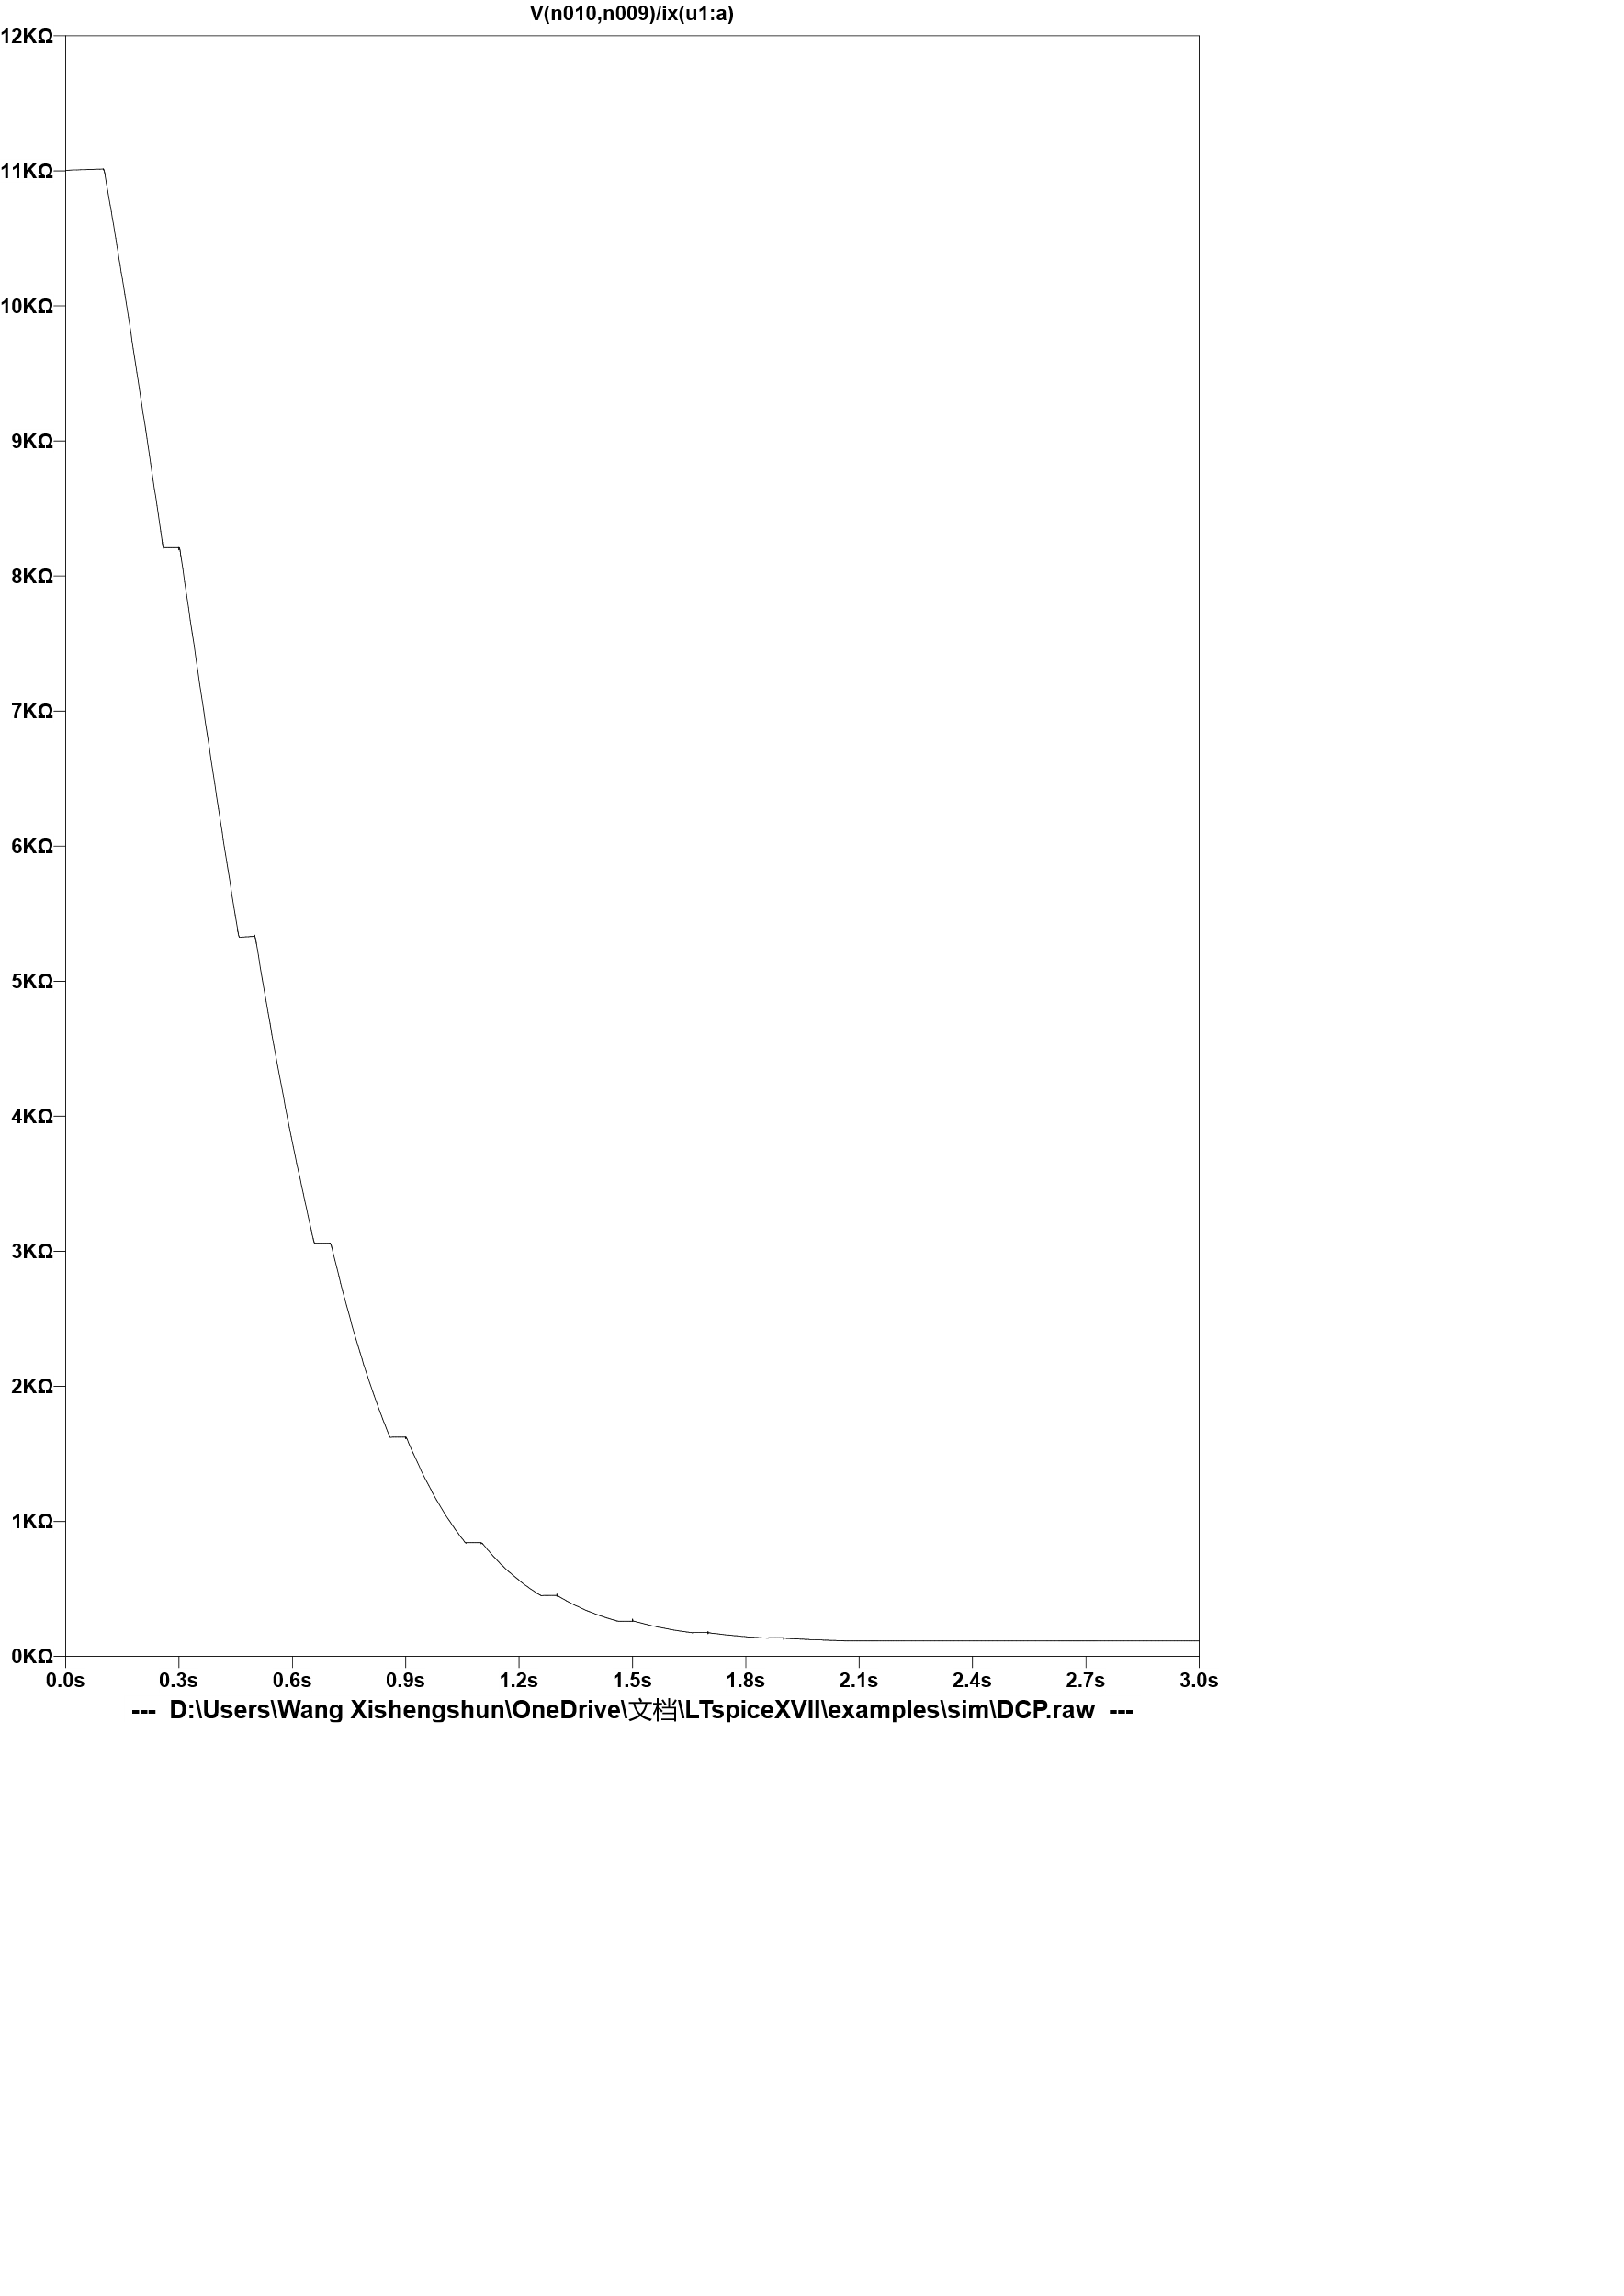 V(n010,n009)/ix(u1:a)
12KΩ
11KΩ
10KΩ
9KΩ
8KΩ
7KΩ
6KΩ
5KΩ
4KΩ
3KΩ
2KΩ
1KΩ
0KΩ
0.0s 0.3s 0.6s 0.9s 1.2s 1.5s 1.8s 2.1s 2.4s 2.7s 3.0s
--- D:\Users\Wang Xishengshun\OneDrive\文档\LTspiceXVII\examples\sim\DCP.raw ---